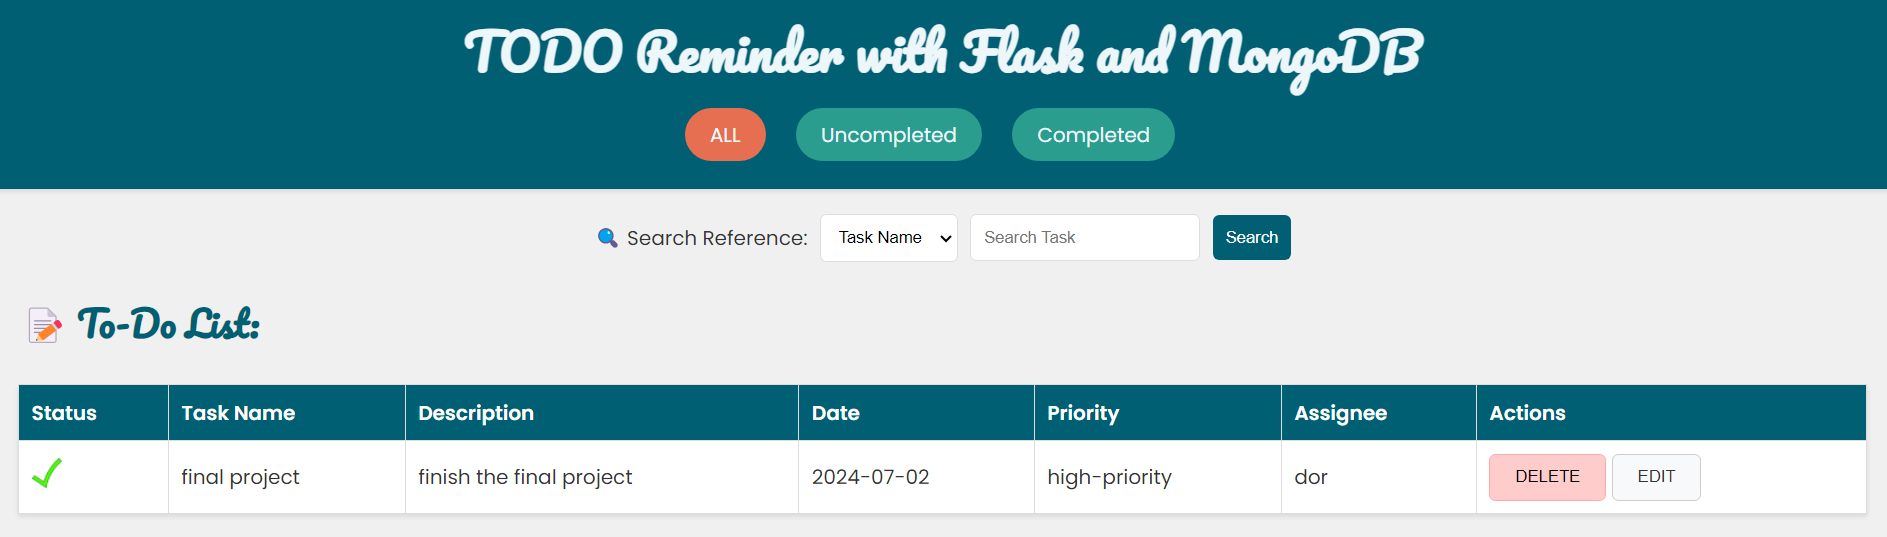 TODO Reminder with Flask and MongoDB
ALL Uncompleted Completed
Search Reference: Task Name Search Task Search
To-Do List:
Status Task Name Description Date Priority Assignee Actions
final project finish the final project 2024-07-02 high-priority dor DELETE EDIT